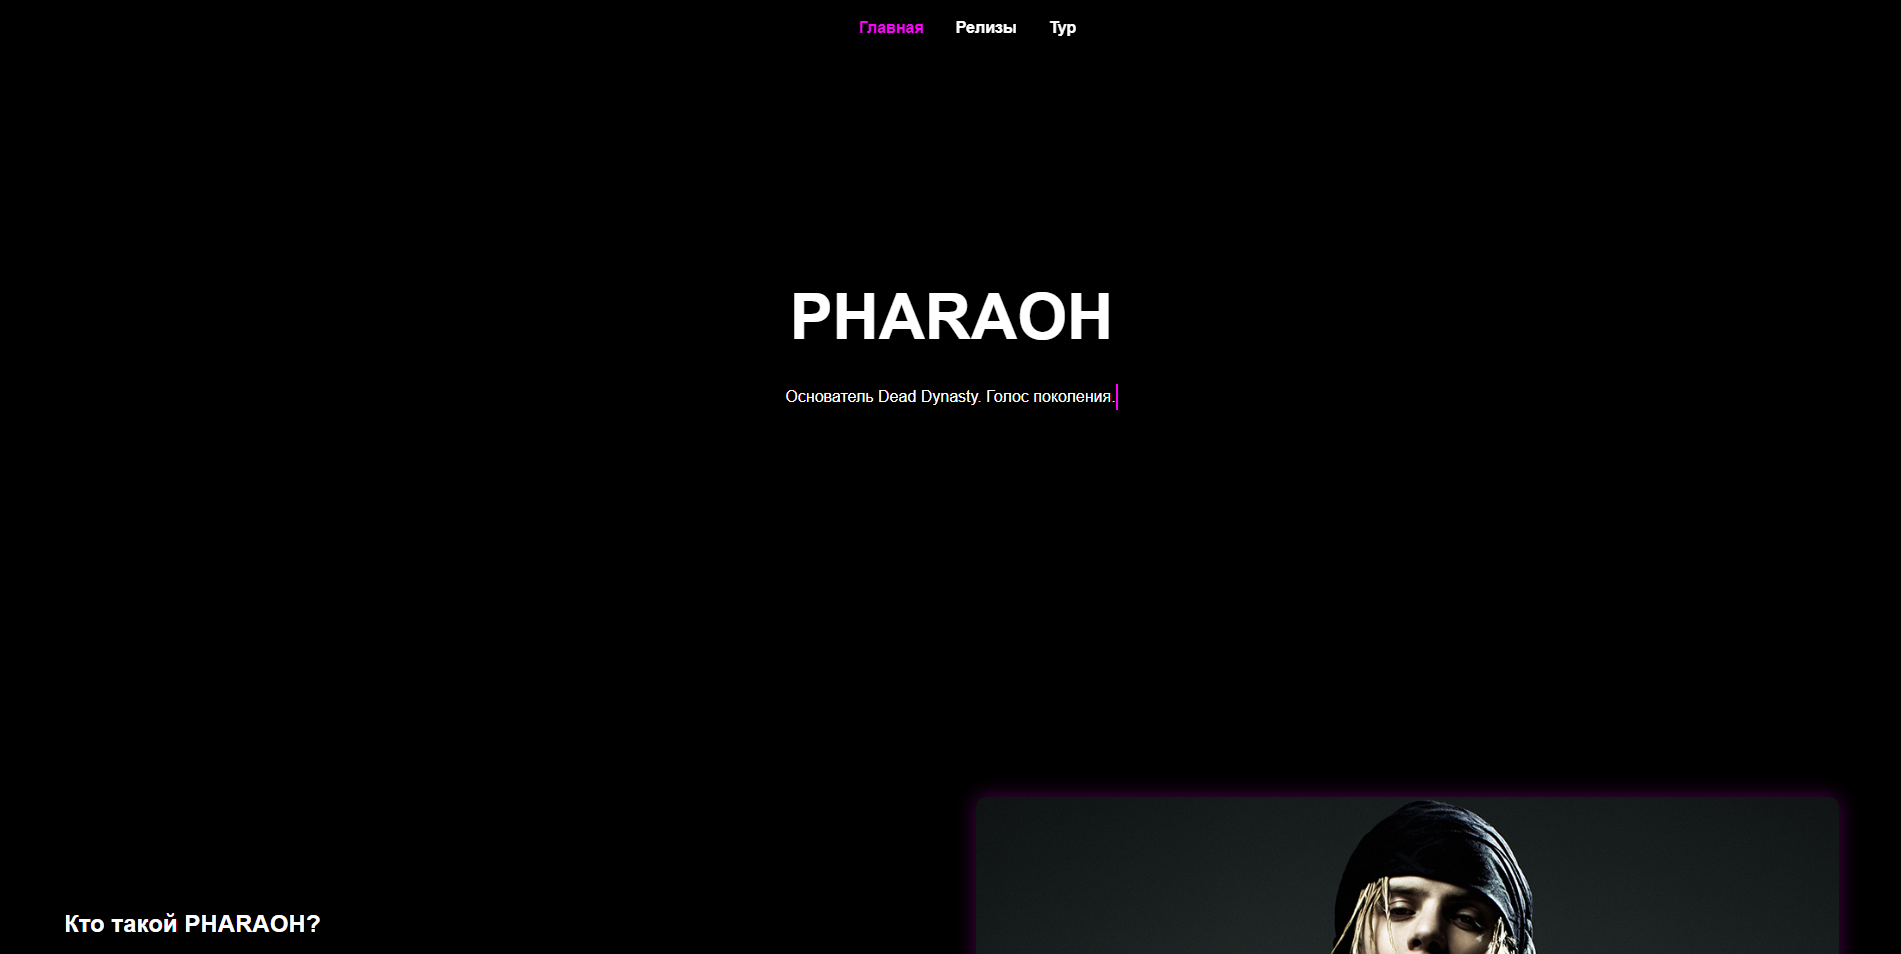 Главная Релизы Тур
PHARAOH
Основатель Dead Dynasty. Голос поколения.
Кто такой PHARAOH?